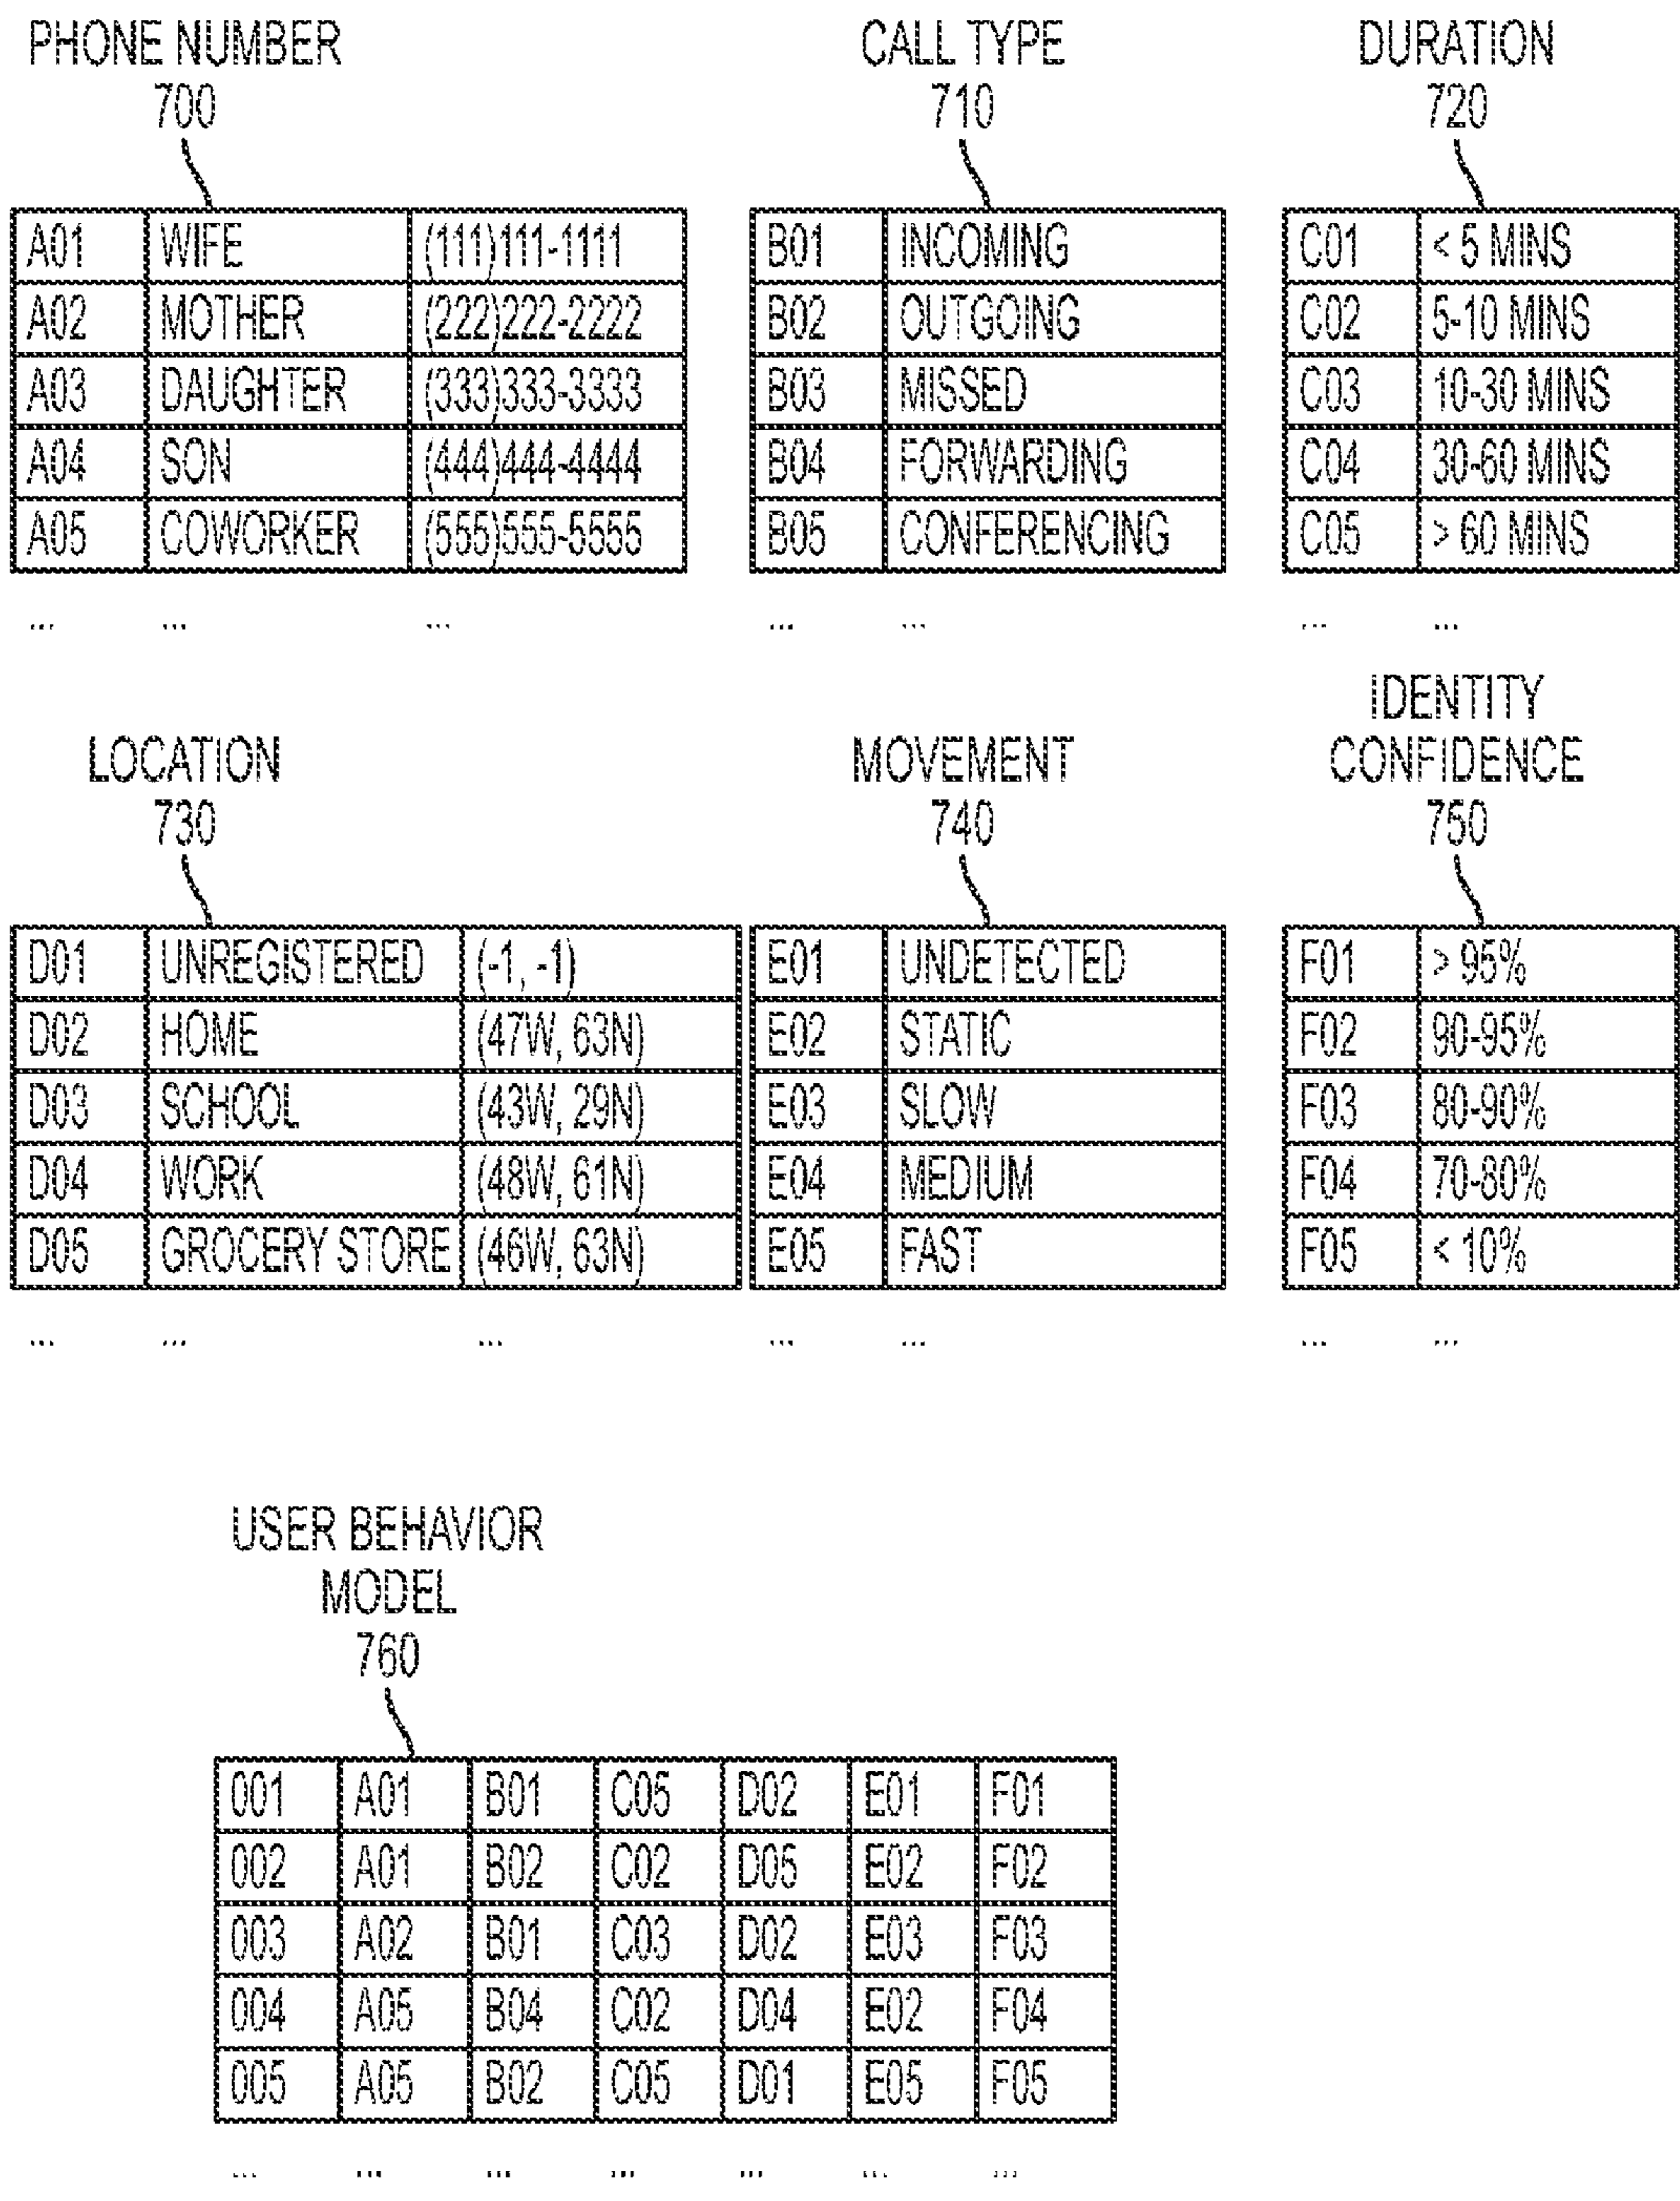 PHONE NUMBER CALL TYPE DURATION
700 710 720
A01 WIFE (111)111-1111 B01 INCOMING C01 < 5 MINS
A02 MOTHER (222)222-2222 B02 OUTGOING C02 5-10 MINS
A03 DAUGHTER (333)333-3333 B03 MISSED C03 10-30 MINS
A04 SON (444)444-4444 B04 FORWARDING C04 30-60 MINS
A05 COWORKER (555)555-5555 B05 CONFERENCING C05 > 60 MINS
... ... ... ... ... ... ...
IDENTITY
LOCATION MOVEMENT CONFIDENCE
730 740 750
D01 UNREGISTERED (-1, -1) E01 UNDETECTED F01 > 95%
D02 HOME (47W, 63N) E02 STATIC F02 90-95%
D03 SCHOOL (43W, 29N) E03 SLOW F03 80-90%
D04 WORK (48W, 61N) E04 MEDIUM F04 70-80%
D05 GROCERY STORE (46W, 63N) E05 FAST F05 < 10%
... ... ... ... ... ... ...
USER BEHAVIOR
MODEL
760
001 A01 B01 C05 D02 E01 F01
002 A01 B02 C02 D05 E02 F02
003 A02 B01 C03 D02 E03 F03
004 A05 B04 C02 D04 E02 F04
005 A05 B02 C05 D01 E05 F05
... ... ... ... ... ... ...